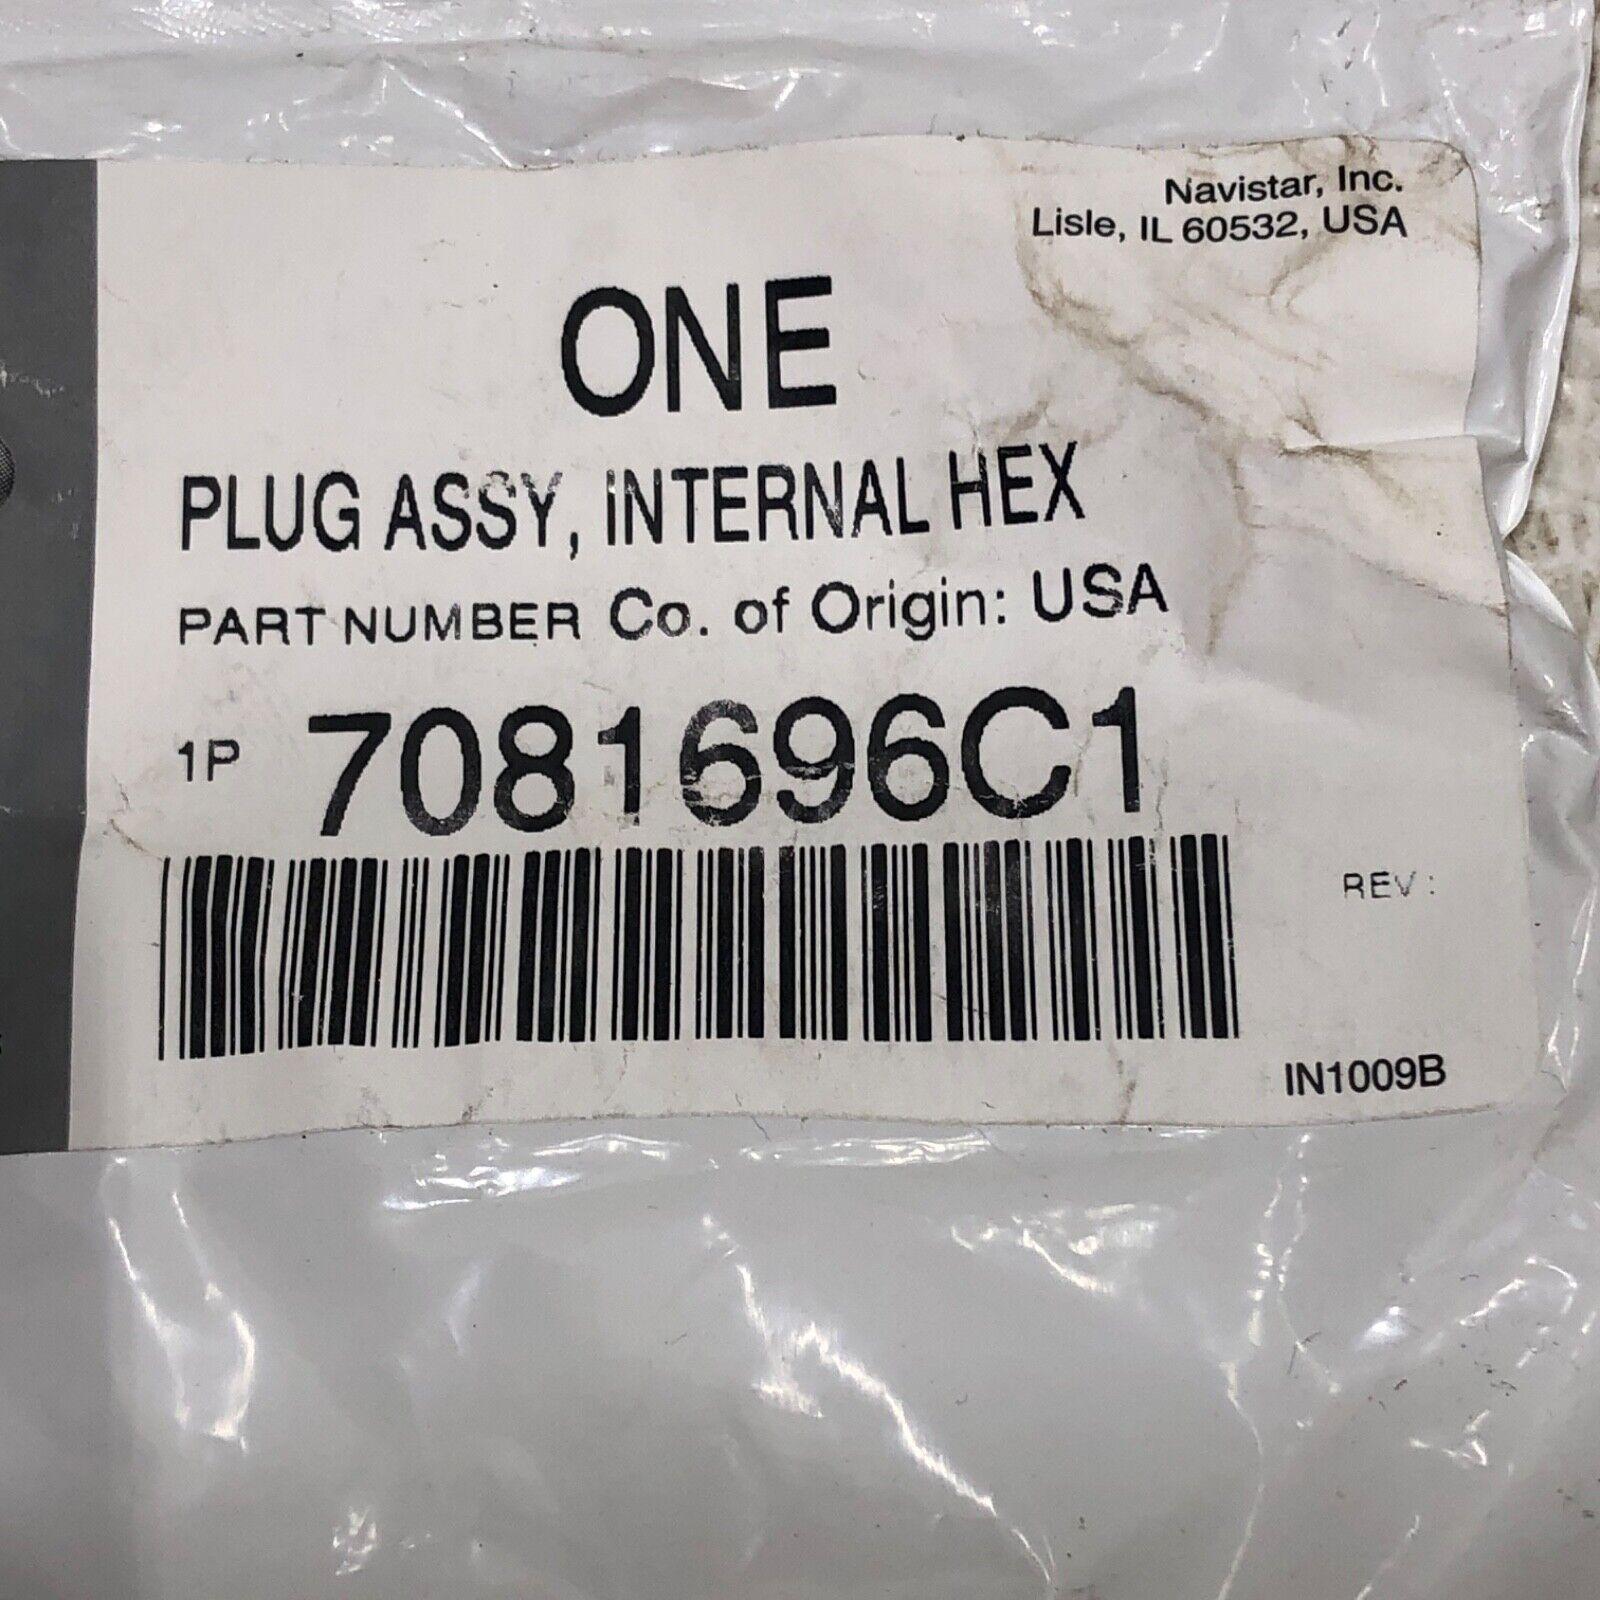 Navistar, Inc.
Lisle, IL 60532, USA
ONE
PLUG ASSY, INTERNAL HEX
PART NUMBER Co. of Origin: USA
1P 7081696C1
REV:
IN1009B